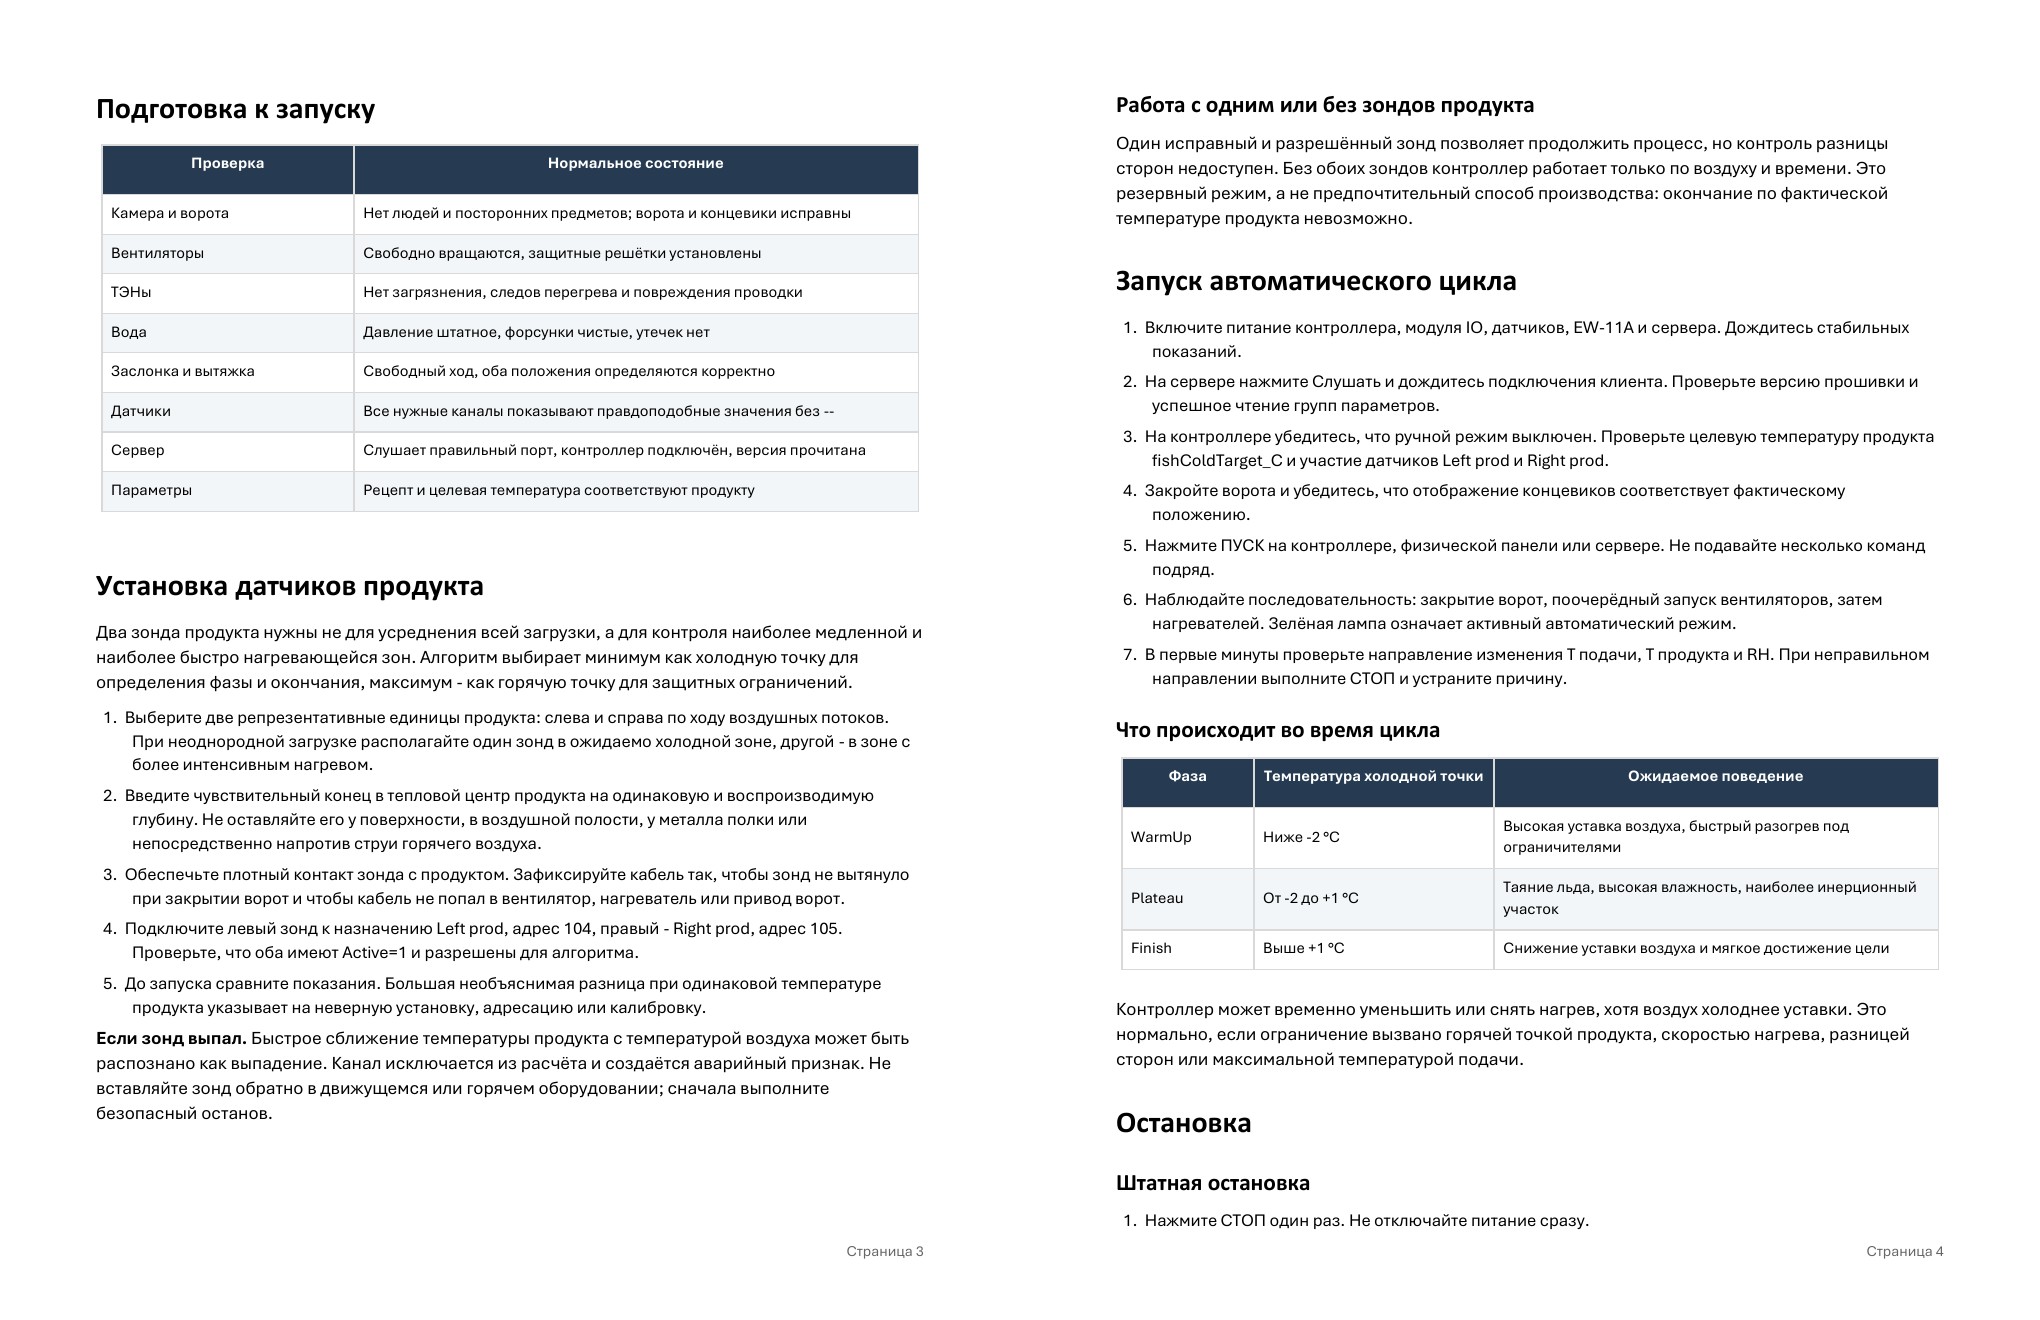 Подготовка к запуску
Проверка Нормальное состояние
Камера и ворота Нет людей и посторонних предметов; ворота и концевики исправны
Вентиляторы Свободно вращаются, защитные решётки установлены
ТЭНы Нет загрязнения, следов перегрева и повреждения проводки
Вода Давление штатное, форсунки чистые, утечек нет
Заслонка и вытяжка Свободный ход, оба положения определяются корректно
Датчики Все нужные каналы показывают правдоподобные значения без --
Сервер Слушает правильный порт, контроллер подключён, версия прочитана
Параметры Рецепт и целевая температура соответствуют продукту
Установка датчиков продукта
Два зонда продукта нужны не для усреднения всей загрузки, а для контроля наиболее медленной и
наиболее быстро нагревающейся зон. Алгоритм выбирает минимум как холодную точку для
определения фазы и окончания, максимум - как горячую точку для защитных ограничений.
1. Выберите две репрезентативные единицы продукта: слева и справа по ходу воздушных потоков.
При неоднородной загрузке располагайте один зонд в ожидаемо холодной зоне, другой - в зоне с
более интенсивным нагревом.
2. Введите чувствительный конец в тепловой центр продукта на одинаковую и воспроизводимую
глубину. Не оставляйте его у поверхности, в воздушной полости, у металла полки или
непосредственно напротив струи горячего воздуха.
3. Обеспечьте плотный контакт зонда с продуктом. Зафиксируйте кабель так, чтобы зонд не вытянуло
при закрытии ворот и чтобы кабель не попал в вентилятор, нагреватель или привод ворот.
4. Подключите левый зонд к назначению Left prod, адрес 104, правый - Right prod, адрес 105.
Проверьте, что оба имеют Active=1 и разрешены для алгоритма.
5. До запуска сравните показания. Большая необъяснимая разница при одинаковой температуре
продукта указывает на неверную установку, адресацию или калибровку.
Если зонд выпал. Быстрое сближение температуры продукта с температурой воздуха может быть
распознано как выпадение. Канал исключается из расчёта и создаётся аварийный признак. Не
вставляйте зонд обратно в движущемся или горячем оборудовании; сначала выполните
безопасный останов.
Страница 3
Работа с одним или без зондов продукта
Один исправный и разрешённый зонд позволяет продолжить процесс, но контроль разницы
сторон недоступен. Без обоих зондов контроллер работает только по воздуху и времени. Это
резервный режим, а не предпочтительный способ производства: окончание по фактической
температуре продукта невозможно.
Запуск автоматического цикла
1. Включите питание контроллера, модуля IO, датчиков, EW-11A и сервера. Дождитесь стабильных
показаний.
2. На сервере нажмите Слушать и дождитесь подключения клиента. Проверьте версию прошивки и
успешное чтение групп параметров.
3. На контроллере убедитесь, что ручной режим выключен. Проверьте целевую температуру продукта
fishColdTarget_C и участие датчиков Left prod и Right prod.
4. Закройте ворота и убедитесь, что отображение концевиков соответствует фактическому
положению.
5. Нажмите ПУСК на контроллере, физической панели или сервере. Не подавайте несколько команд
подряд.
6. Наблюдайте последовательность: закрытие ворот, поочерёдный запуск вентиляторов, затем
нагревателей. Зелёная лампа означает активный автоматический режим.
7. В первые минуты проверьте направление изменения Т подачи, Т продукта и RH. При неправильном
направлении выполните СТОП и устраните причину.
Что происходит во время цикла
Фаза Температура холодной точки Ожидаемое поведение
WarmUp Ниже -2 °C Высокая уставка воздуха, быстрый разогрев под
ограничителями
Plateau От -2 до +1 °C Таяние льда, высокая влажность, наиболее инерционный
участок
Finish Выше +1 °C Снижение уставки воздуха и мягкое достижение цели
Контроллер может временно уменьшить или снять нагрев, хотя воздух холоднее уставки. Это
нормально, если ограничение вызвано горячей точкой продукта, скоростью нагрева, разницей
сторон или максимальной температурой подачи.
Остановка
Штатная остановка
1. Нажмите СТОП один раз. Не отключайте питание сразу.
Страница 4